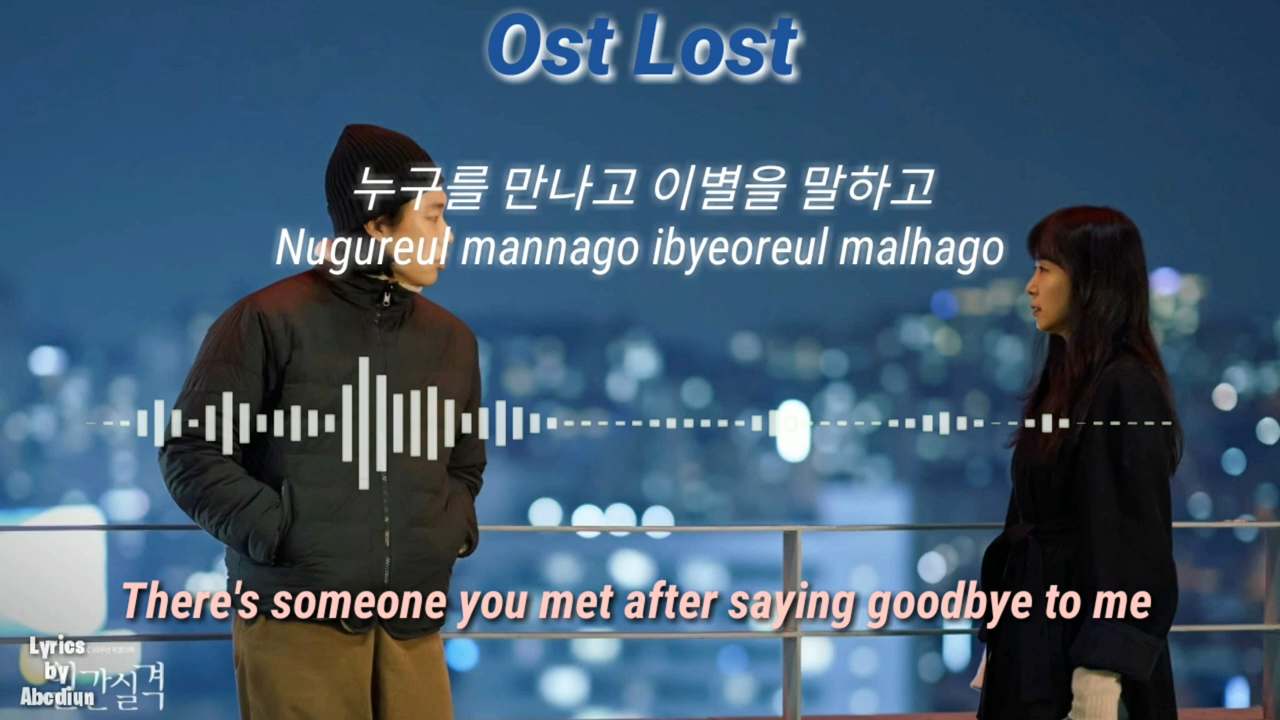 Ost Lost
누구를 만나고 이별을 말하고
Nugureul mannago ibyeoreul malhago
There's someone you met after saying goodbye to me
Lyrics
by
Abcdiun
인간실격